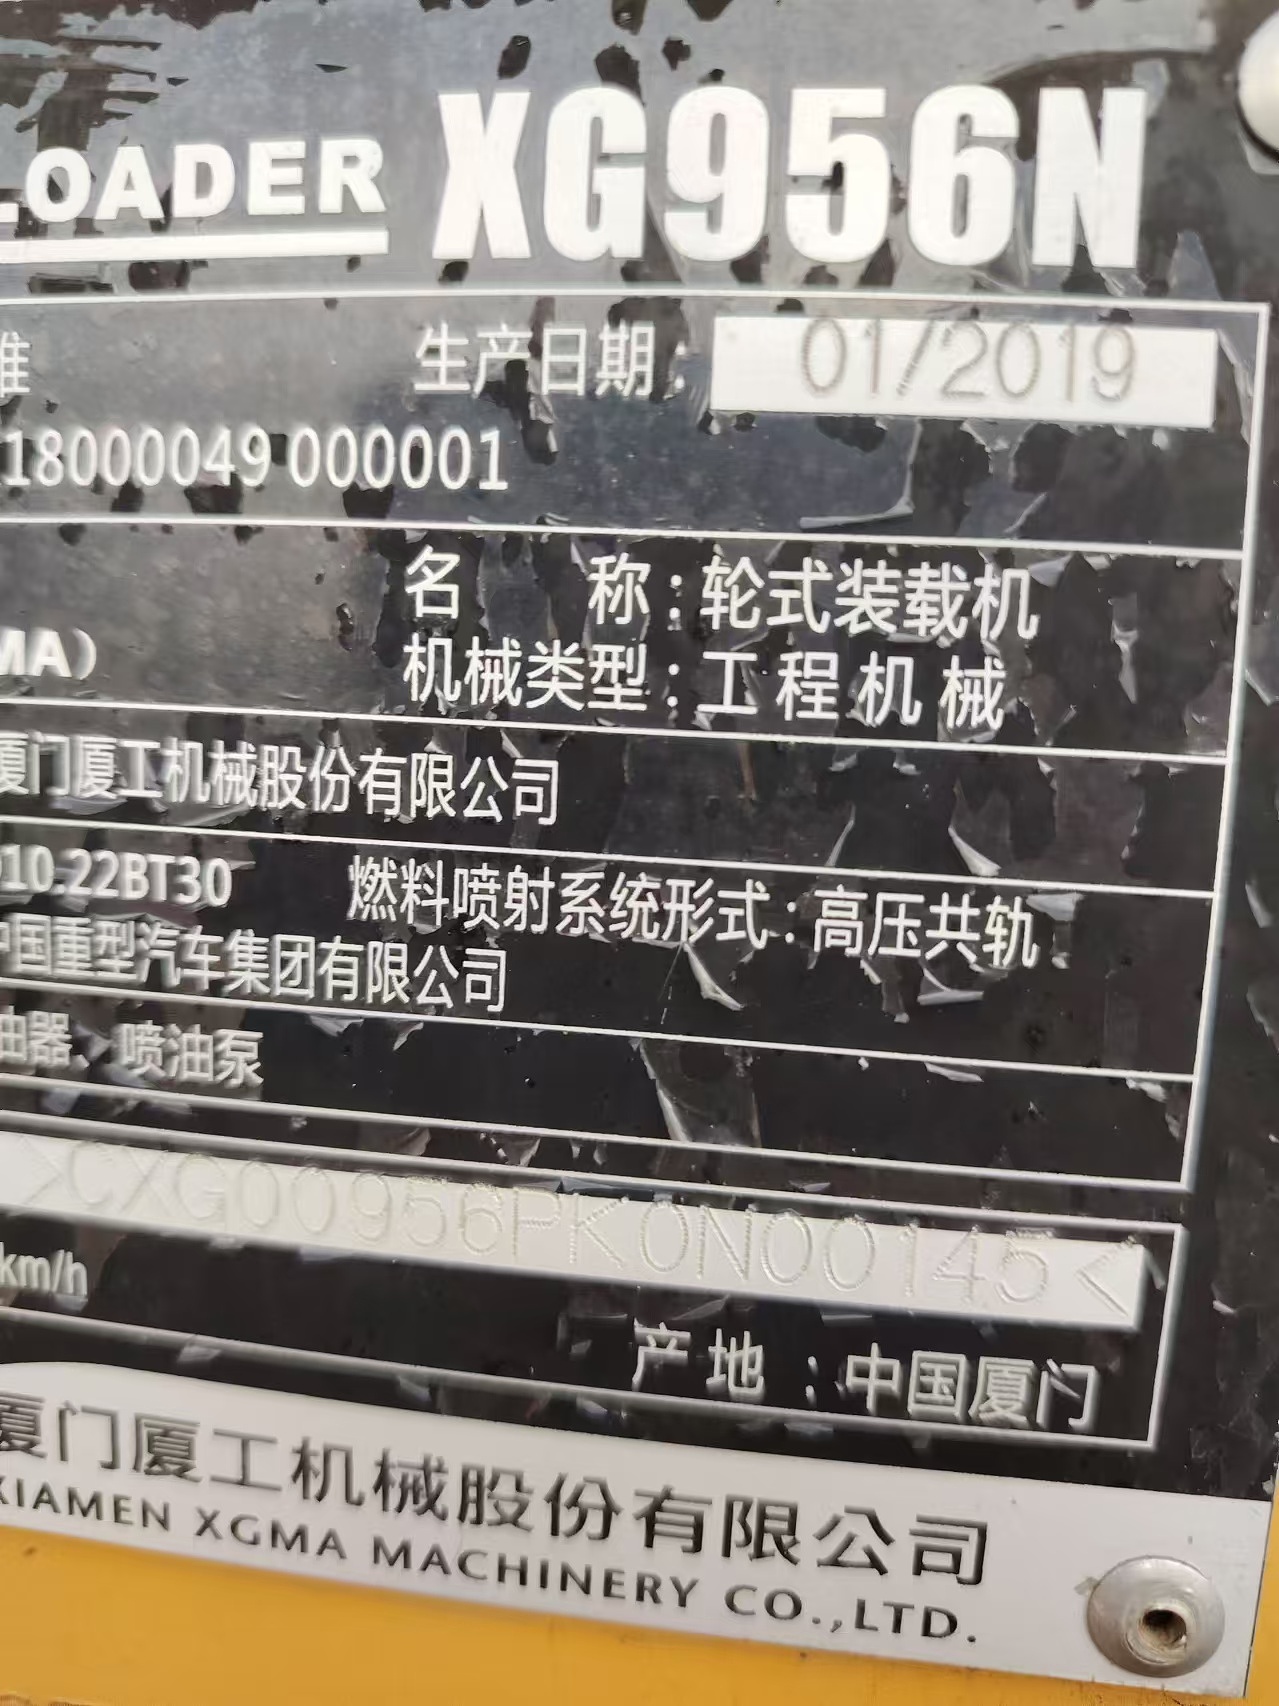 LOADER XG956N
准 生产日期: 01/2019
18000049 000001
名 称:轮式装载机
MA) 机械类型:工程机械
厦门厦工机械股份有限公司
10.22BT30 燃料喷射系统形式:高压共轨
中国重型汽车集团有限公司
油器、喷油泵
>CXG00956PK0N00145<
km/h
产地:中国厦门
厦门厦工机械股份有限公司
XIAMEN XGMA MACHINERY CO.,LTD.